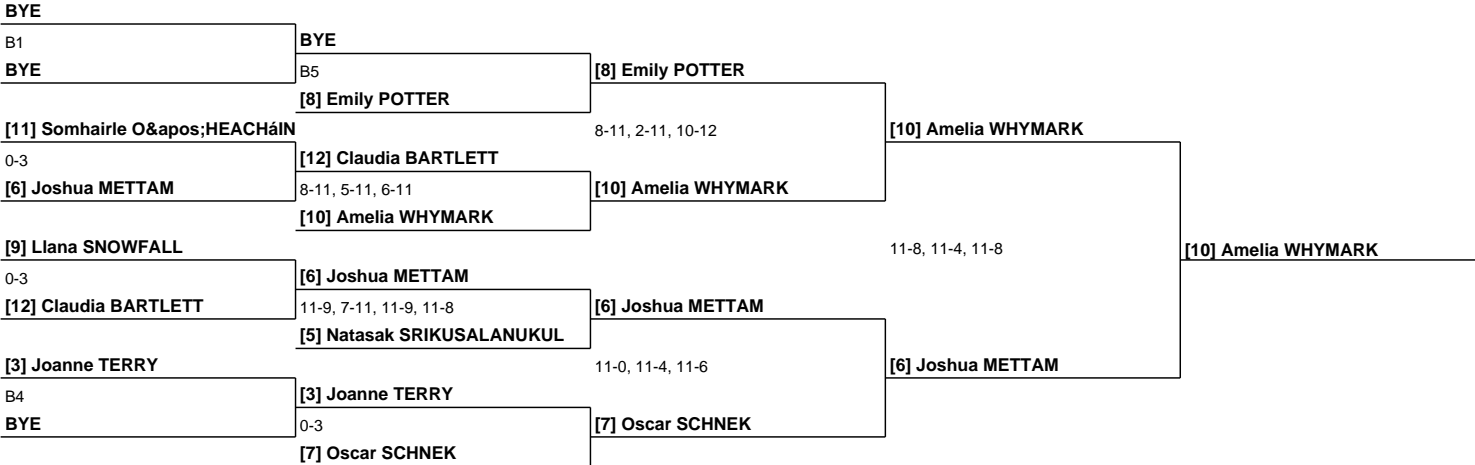 BYE
B1
BYE
BYE
B5
[8] Emily POTTER
[8] Emily POTTER
[11] Somhairle O&apos;HEACHáIN
8-11, 2-11, 10-12
[10] Amelia WHYMARK
0-3
[12] Claudia BARTLETT
[6] Joshua METTAM
8-11, 5-11, 6-11
[10] Amelia WHYMARK
[10] Amelia WHYMARK
[9] Llana SNOWFALL
11-8, 11-4, 11-8
[10] Amelia WHYMARK
0-3
[6] Joshua METTAM
[12] Claudia BARTLETT
11-9, 7-11, 11-9, 11-8
[6] Joshua METTAM
[5] Natasak SRIKUSALANUKUL
[3] Joanne TERRY
11-0, 11-4, 11-6
[6] Joshua METTAM
B4
[3] Joanne TERRY
BYE
0-3
[7] Oscar SCHNEK
[7] Oscar SCHNEK